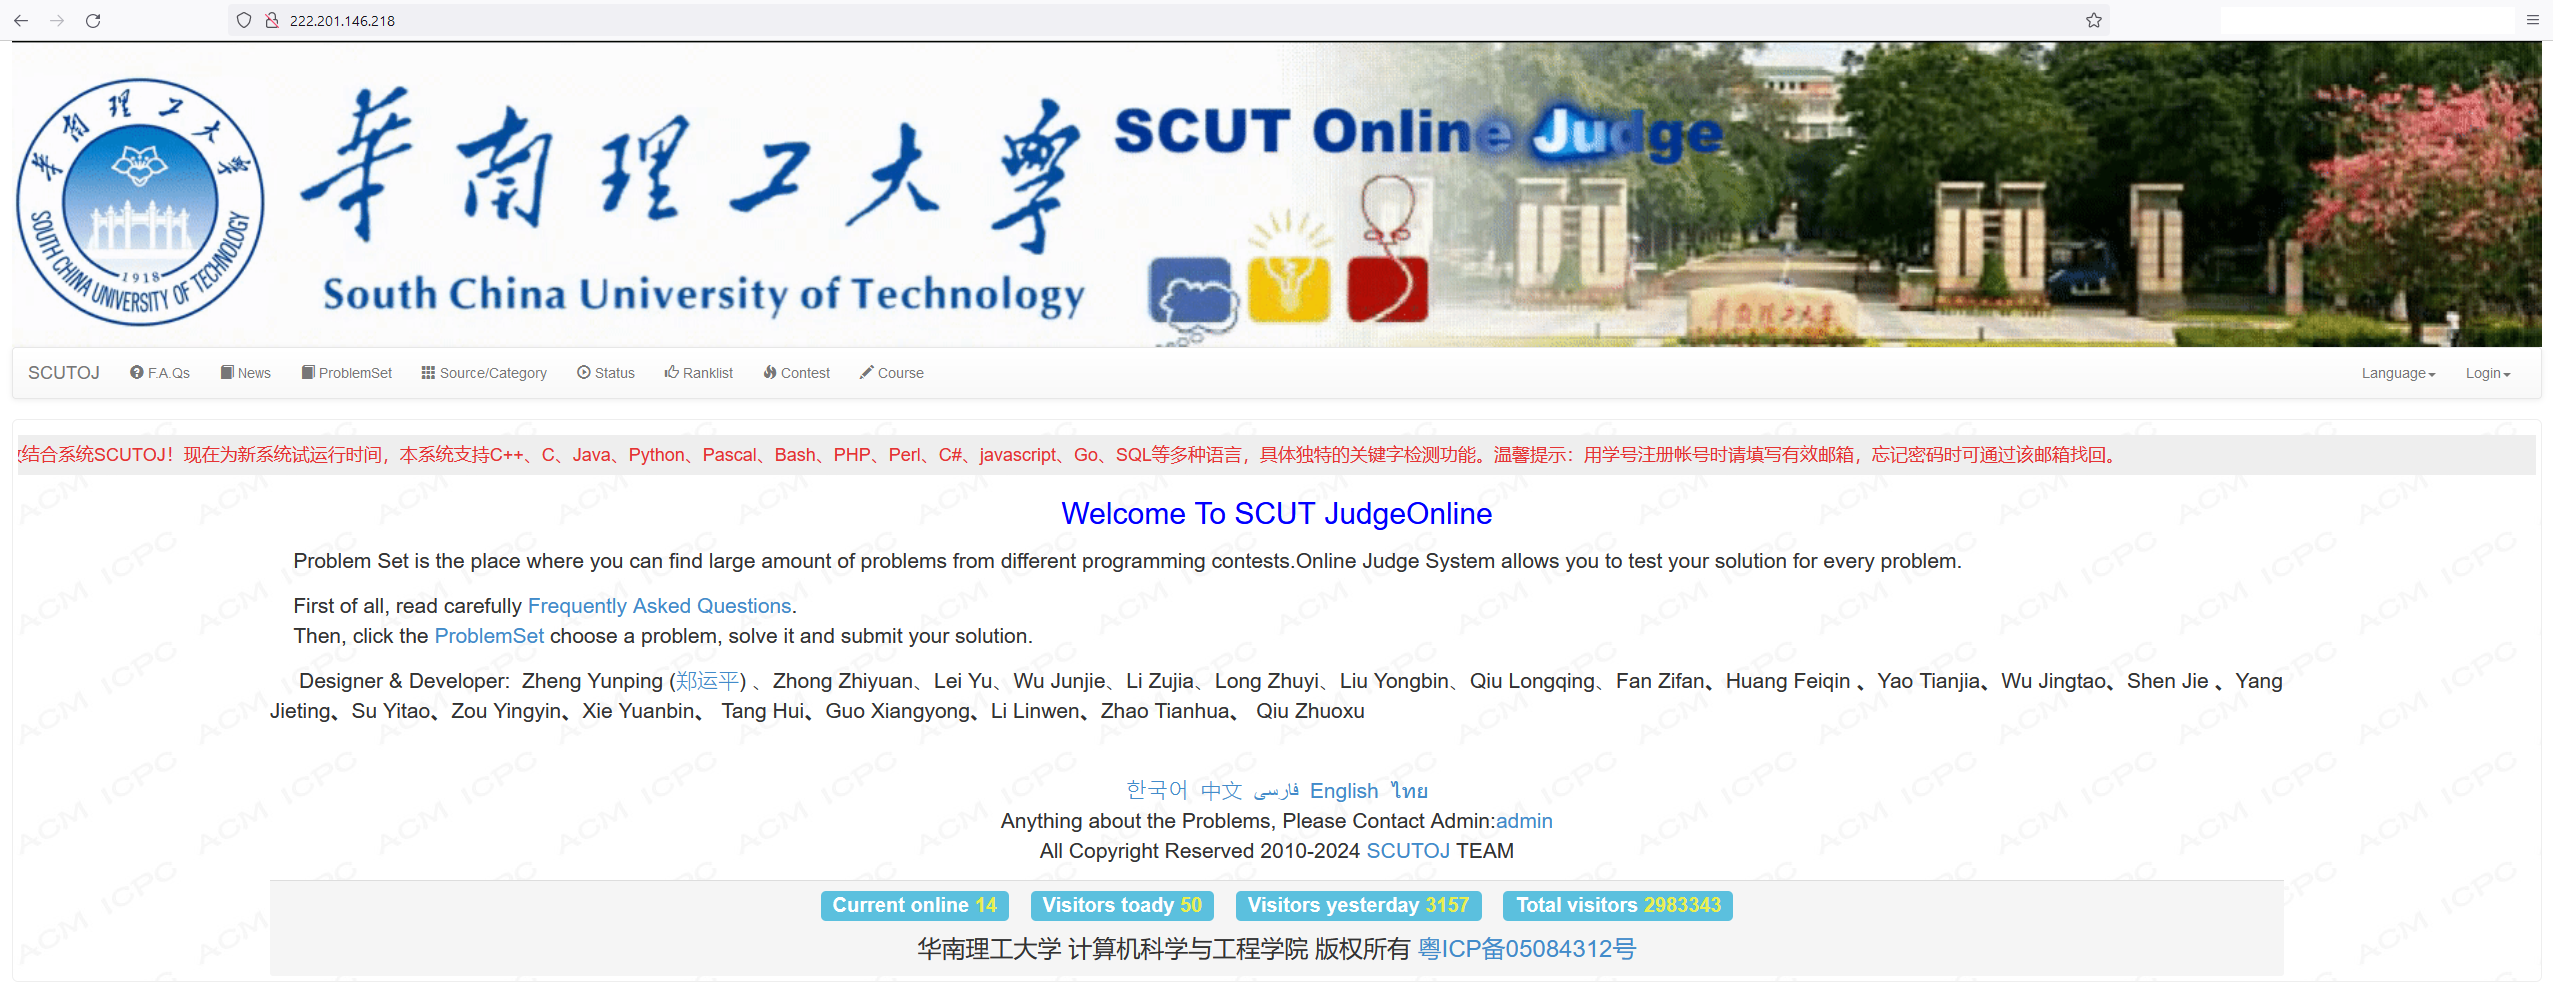 222.201.146.218
华南理工大学
SOUTH CHINA UNIVERSITY OF TECHNOLOGY
1918
華南理工大學
South China University of Technology
SCUT Online Judge
华南理工大学
SCUTOJ F.A.Qs News ProblemSet Source/Category Status Ranklist Contest Course Language Login
结合系统SCUTOJ！现在为新系统试运行时间，本系统支持C++、C、Java、Python、Pascal、Bash、PHP、Perl、C#、javascript、Go、SQL等多种语言，具体独特的关键字检测功能。温馨提示：用学号注册帐号时请填写有效邮箱，忘记密码时可通过该邮箱找回。
Welcome To SCUT JudgeOnline
Problem Set is the place where you can find large amount of problems from different programming contests.Online Judge System allows you to test your solution for every problem.
First of all, read carefully Frequently Asked Questions.
Then, click the ProblemSet choose a problem, solve it and submit your solution.
Designer & Developer: Zheng Yunping (郑运平) 、Zhong Zhiyuan、Lei Yu、Wu Junjie、Li Zujia、Long Zhuyi、Liu Yongbin、Qiu Longqing、Fan Zifan、Huang Feiqin 、Yao Tianjia、Wu Jingtao、Shen Jie 、Yang
Jieting、Su Yitao、Zou Yingyin、Xie Yuanbin、 Tang Hui、Guo Xiangyong、Li Linwen、Zhao Tianhua、 Qiu Zhuoxu
한국어 中文 فارسی English ไทย
Anything about the Problems, Please Contact Admin:admin
All Copyright Reserved 2010-2024 SCUTOJ TEAM
Current online 14 Visitors toady 50 Visitors yesterday 3157 Total visitors 2983343
华南理工大学 计算机科学与工程学院 版权所有 粤ICP备05084312号
ACM ICPC